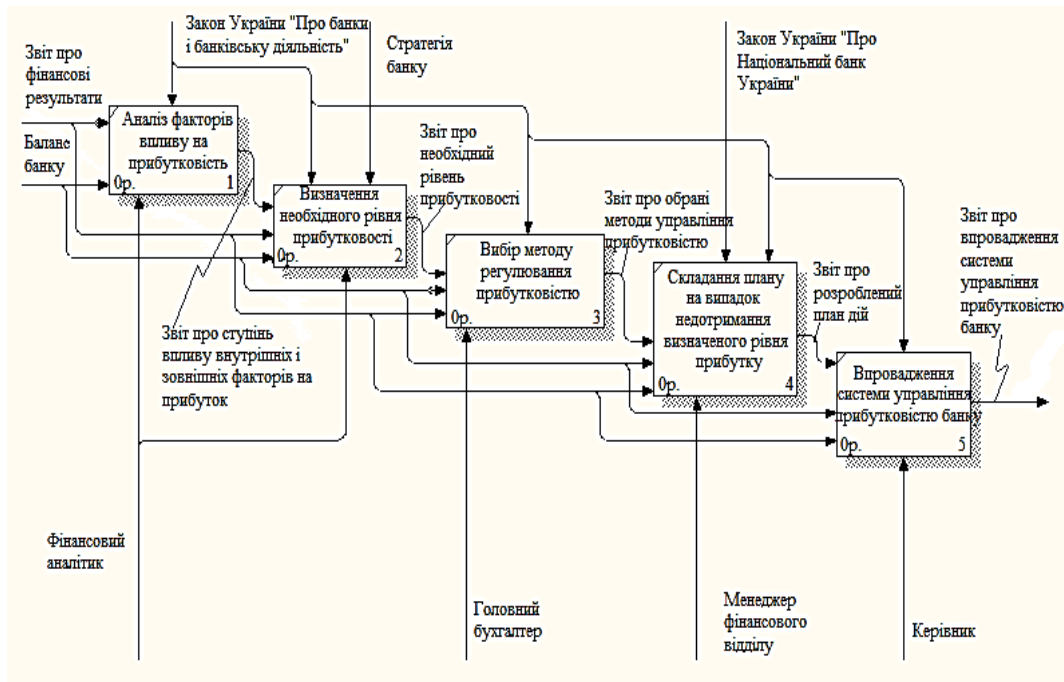 Закон України "Про банки
і банківську діяльність"
Стратегія
банку
Закон України "Про
Національний банк
України"
Звіт про
фінансові
результати
Баланс
банку
Аналіз факторів
впливу на
прибутковість
0р. 1
Звіт про
необхідний
рівень
прибутковості
Визначення
необхідного рівня
прибутковості
0р. 2
Звіт про обрані
методи управління
прибутковістю
Вибір методу
регулювання
прибутковістю
0р. 3
Звіт про
впровадження
системи
управління
прибутковістю
банку
Складання плану
на випадок
недотримання
визначеного рівня
прибутку
0р. 4
Звіт про
розроблений
план дій
Звіт про ступінь
впливу внутрішніх і
зовнішніх факторів на
прибуток
Впровадження
системи управління
прибутковістю банку
0р. 5
Фінансовий
аналітик
Головний
бухгалтер
Менеджер
фінансового
відділу
Керівник